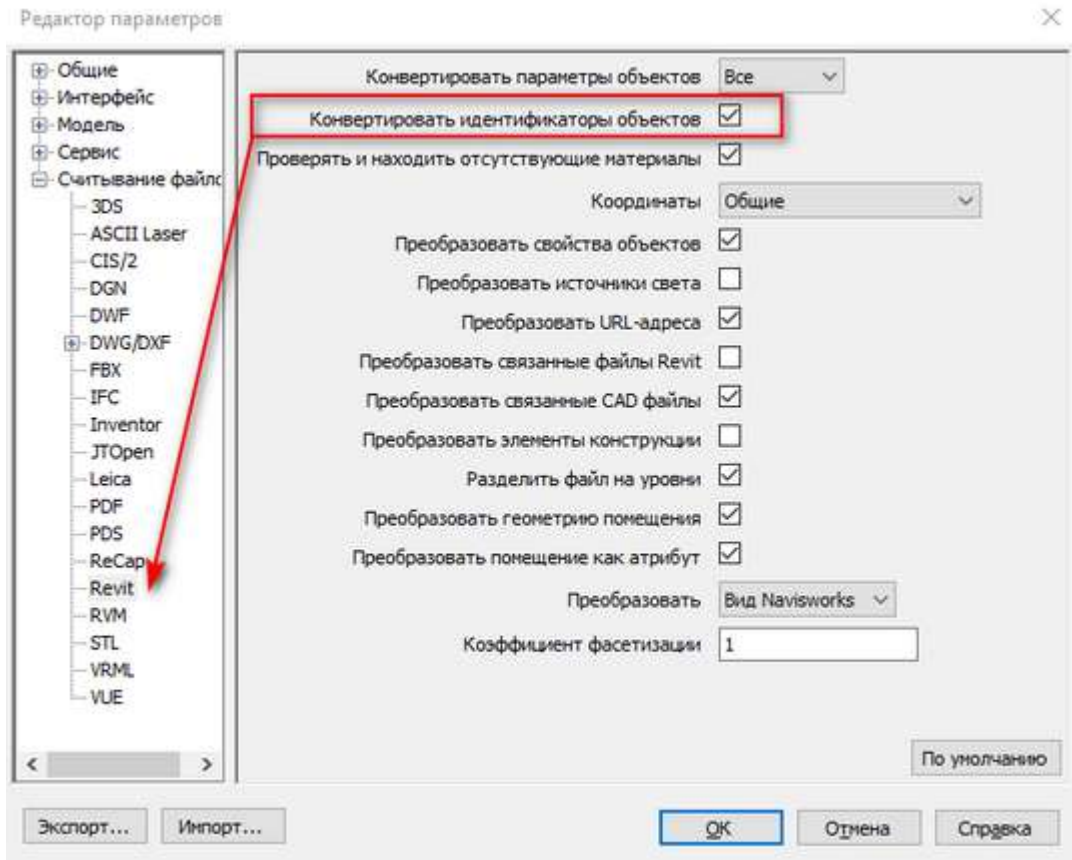 Редактор параметров
Общие
Интерфейс
Модель
Сервис
Считывание файло
3DS
ASCII Laser
CIS/2
DGN
DWF
DWG/DXF
FBX
IFC
Inventor
JTOpen
Leica
PDF
PDS
ReCap
Revit
RVM
STL
VRML
VUE
Конвертировать параметры объектов Все
Конвертировать идентификаторы объектов
Проверять и находить отсутствующие материалы
Координаты Общие
Преобразовать свойства объектов
Преобразовать источники света
Преобразовать URL-адреса
Преобразовать связанные файлы Revit
Преобразовать связанные CAD файлы
Преобразовать элементы конструкции
Разделить файл на уровни
Преобразовать геометрию помещения
Преобразовать помещение как атрибут
Преобразовать Вид Navisworks
Коэффициент фасетизации 1
По умолчанию
Экспорт... Импорт... OK Отмена Справка